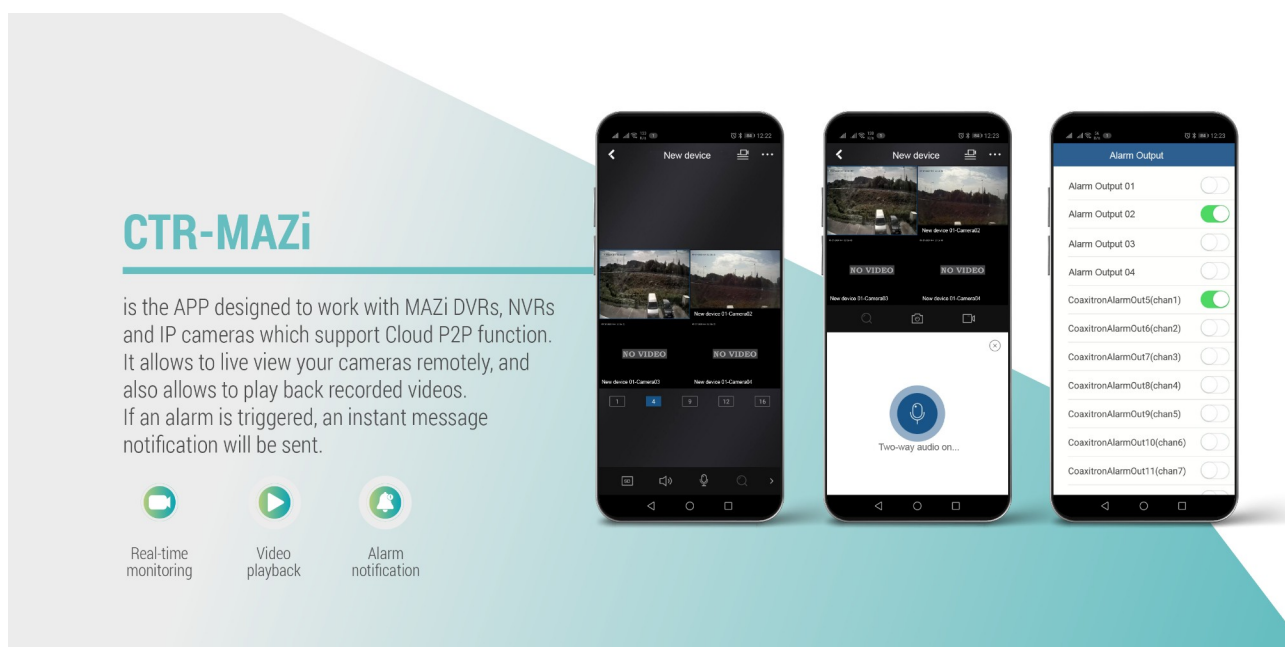 CTR-MAZi
is the APP designed to work with MAZi DVRs, NVRs
and IP cameras which support Cloud P2P function.
It allows to live view your cameras remotely, and
also allows to play back recorded videos.
If an alarm is triggered, an instant message
notification will be sent.
Real-time
monitoring
Video
playback
Alarm
notification
12:22
New device
New device 01-Camera02
NO VIDEO
NO VIDEO
New device 01-Camera03
New device 01-Camera04
1
4
9
12
16
12:23
New device
New device 01-Camera02
NO VIDEO
NO VIDEO
New device 01-Camera03
New device 01-Camera04
Two-way audio on...
12:23
Alarm Output
Alarm Output 01
Alarm Output 02
Alarm Output 03
Alarm Output 04
CoaxitronAlarmOut5(chan1)
CoaxitronAlarmOut6(chan2)
CoaxitronAlarmOut7(chan3)
CoaxitronAlarmOut8(chan4)
CoaxitronAlarmOut9(chan5)
CoaxitronAlarmOut10(chan6)
CoaxitronAlarmOut11(chan7)